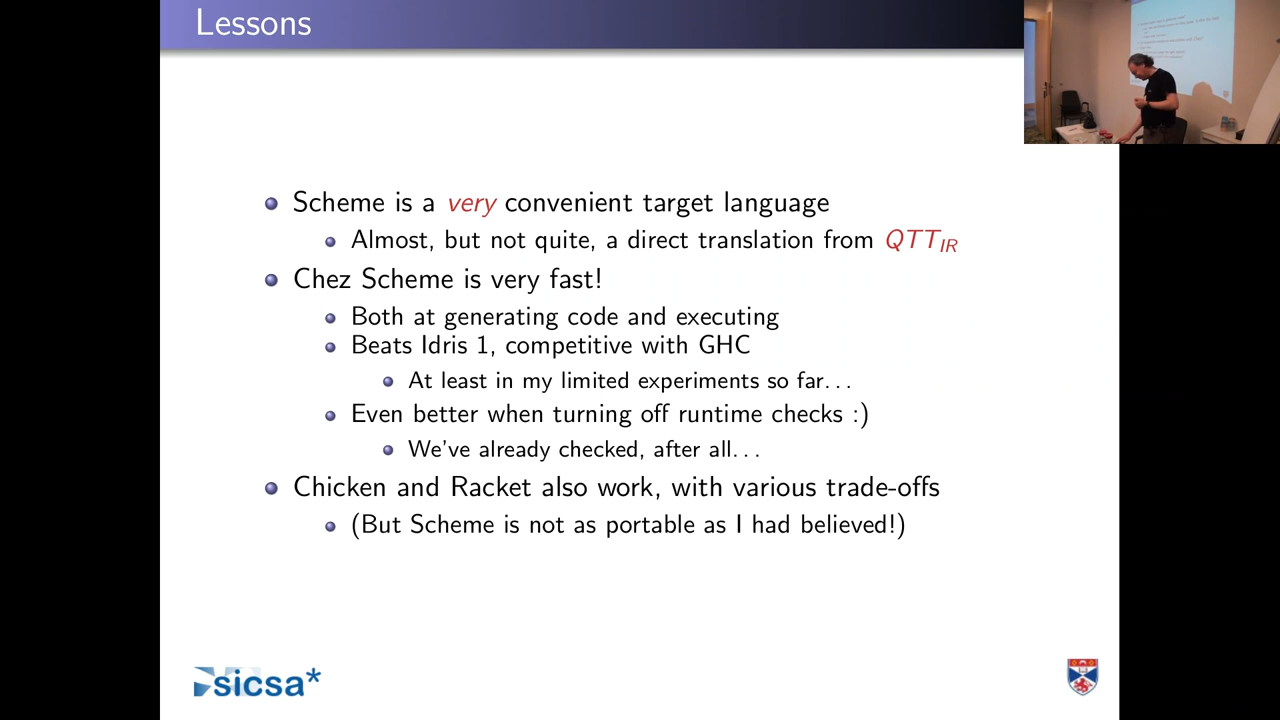 Lessons
Scheme is a very convenient target language
Almost, but not quite, a direct translation from QTT_IR
Chez Scheme is very fast!
Both at generating code and executing
Beats Idris 1, competitive with GHC
At least in my limited experiments so far...
Even better when turning off runtime checks :)
We've already checked, after all...
Chicken and Racket also work, with various trade-offs
(But Scheme is not as portable as I had believed!)
sicsa*